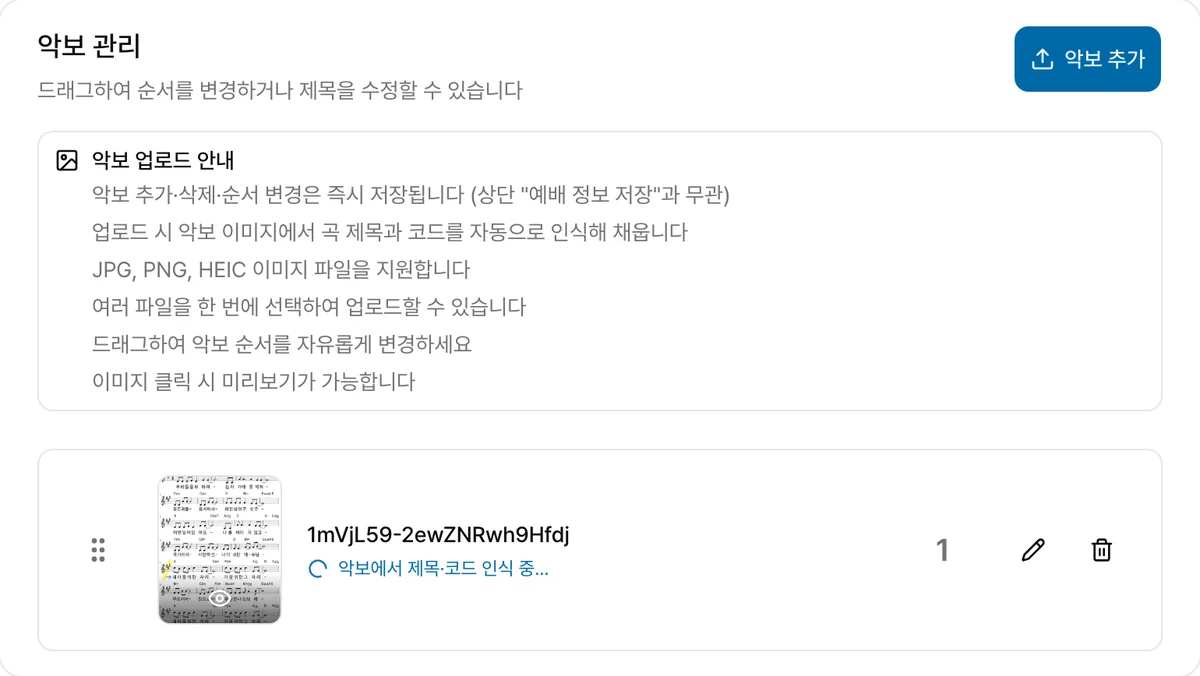 악보 관리
악보 추가
드래그하여 순서를 변경하거나 제목을 수정할 수 있습니다
악보 업로드 안내
악보 추가·삭제·순서 변경은 즉시 저장됩니다 (상단 "예배 정보 저장"과 무관)
업로드 시 악보 이미지에서 곡 제목과 코드를 자동으로 인식해 채웁니다
JPG, PNG, HEIC 이미지 파일을 지원합니다
여러 파일을 한 번에 선택하여 업로드할 수 있습니다
드래그하여 악보 순서를 자유롭게 변경하세요
이미지 클릭 시 미리보기가 가능합니다
1mVjL59-2ewZNRwh9Hfdj
1
악보에서 제목·코드 인식 중...